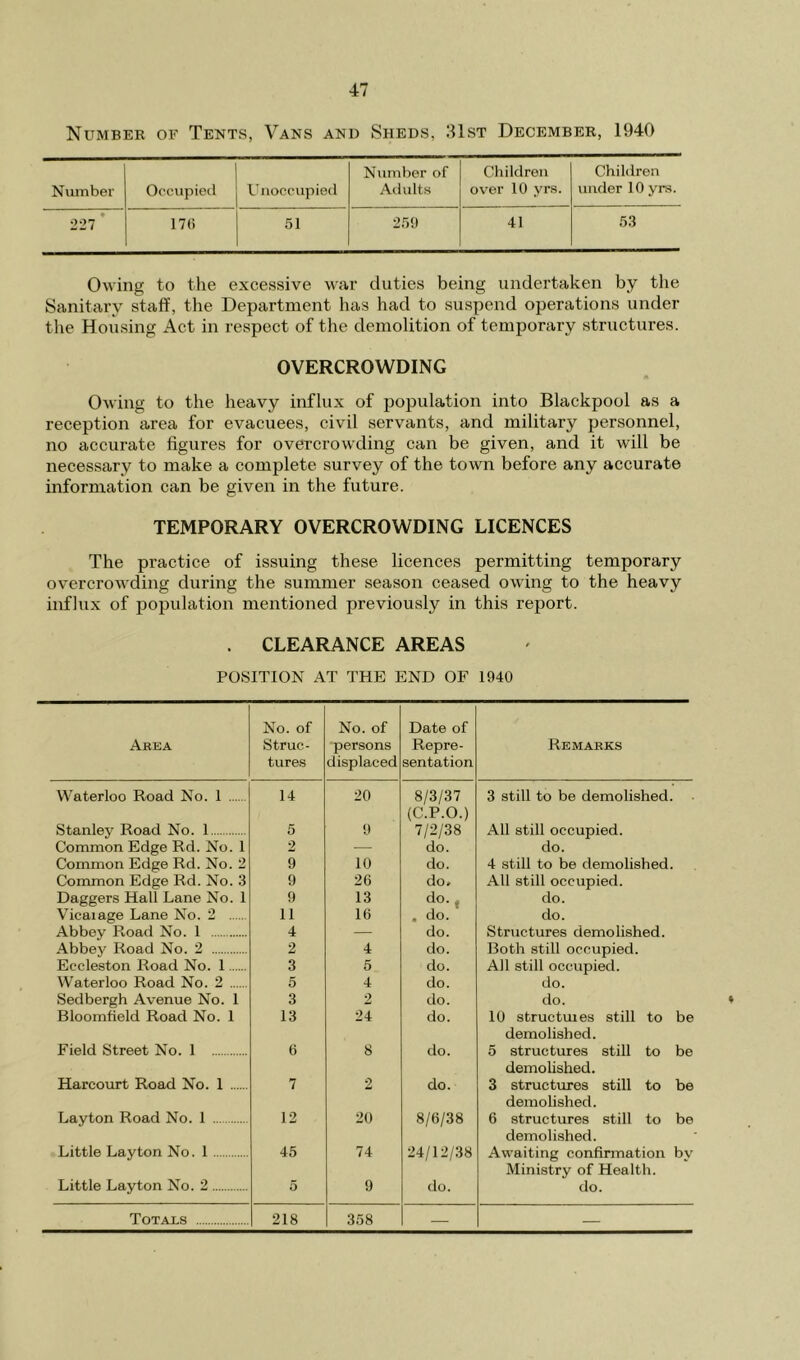 47
Number of Tents, Vans and Sheds, 31st December, 1940
Number | Occupied | Unoccupied | Number of Adults | Children over 10 yrs. | Children under 10 yrs.
227 | 176 | 51 | 259 | 41 | 53
Owing to the excessive war duties being undertaken by the
Sanitary staff, the Department has had to suspend operations under
the Housing Act in respect of the demolition of temporary structures.
OVERCROWDING
Owing to the heavy influx of population into Blackpool as a
reception area for evacuees, civil servants, and military personnel,
no accurate figures for overcrowding can be given, and it will be
necessary to make a complete survey of the town before any accurate
information can be given in the future.
TEMPORARY OVERCROWDING LICENCES
The practice of issuing these licences permitting temporary
overcrowding during the summer season ceased owing to the heavy
influx of population mentioned previously in this report.
CLEARANCE AREAS
POSITION AT THE END OF 1940
Area | No. of Struc-tures | No. of persons displaced | Date of Repre-sentation | Remarks
Waterloo Road No. 1 ...... | 14 | 20 | 8/3/37 (C.P.O.) | 3 still to be demolished.
Stanley Road No. 1............ | 5 | 9 | 7/2/38 | All still occupied.
Common Edge Rd. No. 1 | 2 | — | do. | do.
Common Edge Rd. No. 2 | 9 | 10 | do. | 4 still to be demolished.
Common Edge Rd. No. 3 | 9 | 26 | do. | All still occupied.
Daggers Hall Lane No. 1 | 9 | 13 | do. | do.
Vicarage Lane No. 2 ...... | 11 | 16 | do. | do.
Abbey Road No. 1 ............ | 4 | — | do. | Structures demolished.
Abbey Road No. 2 ............ | 2 | 4 | do. | Both still occupied.
Eccleston Road No. 1 ...... | 3 | 5 | do. | All still occupied.
Waterloo Road No. 2 ...... | 5 | 4 | do. | do.
Sedbergh Avenue No. 1 | 3 | 2 | do. | do.
Bloomfield Road No. 1 | 13 | 24 | do. | 10 structures still to be demolished.
Field Street No. 1 ............ | 6 | 8 | do. | 5 structures still to be demolished.
Harcourt Road No. 1 ...... | 7 | 2 | do. | 3 structures still to be demolished.
Layton Road No. 1 ............ | 12 | 20 | 8/6/38 | 6 structures still to be demolished.
Little Layton No. 1 ............ | 45 | 74 | 24/12/38 | Awaiting confirmation by Ministry of Health.
Little Layton No. 2 ............ | 5 | 9 | do. | do.
Totals .................. | 218 | 358 | — | —